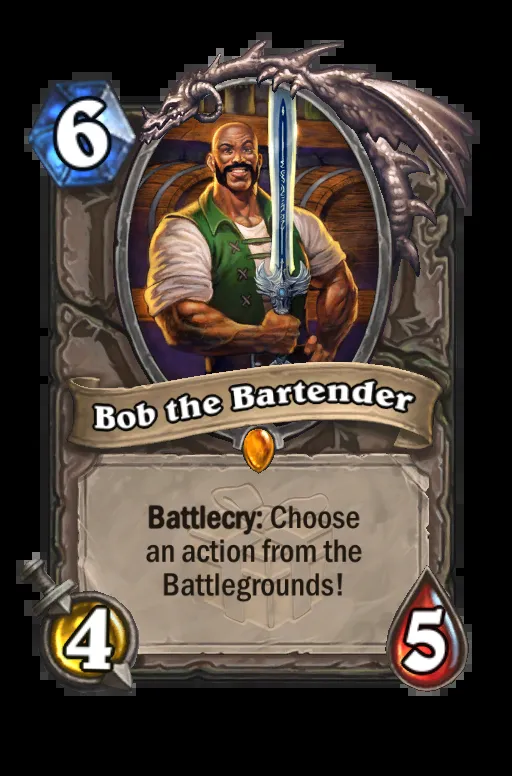 6
Bob the Bartender
Battlecry: Choose
an action from the
Battlegrounds!
4
5